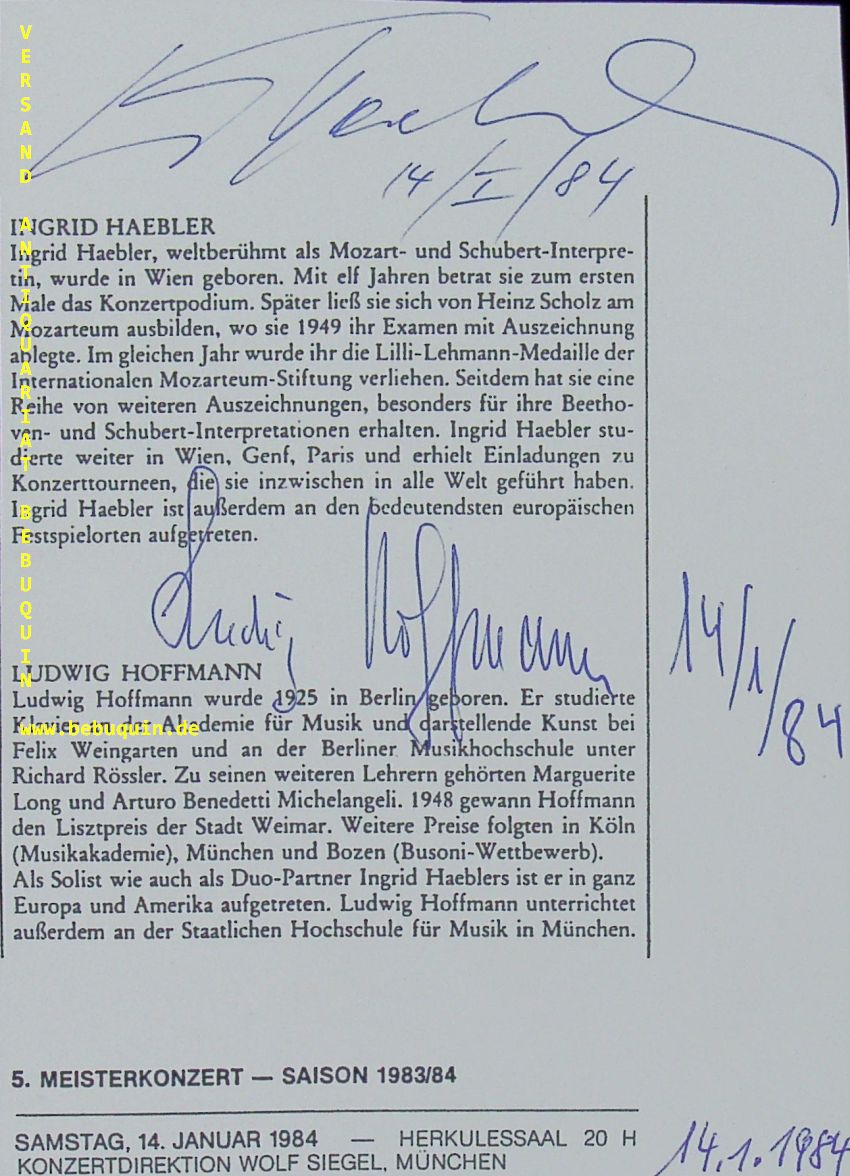 I. Haebler
14/I/84
INGRID HAEBLER
Ingrid Haebler, weltberühmt als Mozart- und Schubert-Interpre-
tin, wurde in Wien geboren. Mit elf Jahren betrat sie zum ersten
Male das Konzertpodium. Später ließ sie sich von Heinz Scholz am
Mozarteum ausbilden, wo sie 1949 ihr Examen mit Auszeichnung
ablegte. Im gleichen Jahr wurde ihr die Lilli-Lehmann-Medaille der
Internationalen Mozarteum-Stiftung verliehen. Seitdem hat sie eine
Reihe von weiteren Auszeichnungen, besonders für ihre Beetho-
ven- und Schubert-Interpretationen erhalten. Ingrid Haebler stu-
dierte weiter in Wien, Genf, Paris und erhielt Einladungen zu
Konzerttourneen, die sie inzwischen in alle Welt geführt haben.
Ingrid Haebler ist außerdem an den bedeutendsten europäischen
Festspielorten aufgetreten.
Ludwig Hoffmann 14/1/84
LUDWIG HOFFMANN
Ludwig Hoffmann wurde 1925 in Berlin geboren. Er studierte
Klavier an der Akademie für Musik und darstellende Kunst bei
Felix Weingarten und an der Berliner Musikhochschule unter
Richard Rössler. Zu seinen weiteren Lehrern gehörten Marguerite
Long und Arturo Benedetti Michelangeli. 1948 gewann Hoffmann
den Lisztpreis der Stadt Weimar. Weitere Preise folgten in Köln
(Musikakademie), München und Bozen (Busoni-Wettbewerb).
Als Solist wie auch als Duo-Partner Ingrid Haeblers ist er in ganz
Europa und Amerika aufgetreten. Ludwig Hoffmann unterrichtet
außerdem an der Staatlichen Hochschule für Musik in München.
5. MEISTERKONZERT — SAISON 1983/84
SAMSTAG, 14. JANUAR 1984 — HERKULESSAAL 20 H
KONZERTDIREKTION WOLF SIEGEL, MÜNCHEN
14.1.1984
VERSAND ANTIQUARIAT BEBUQUIN
www.bebuquin.de